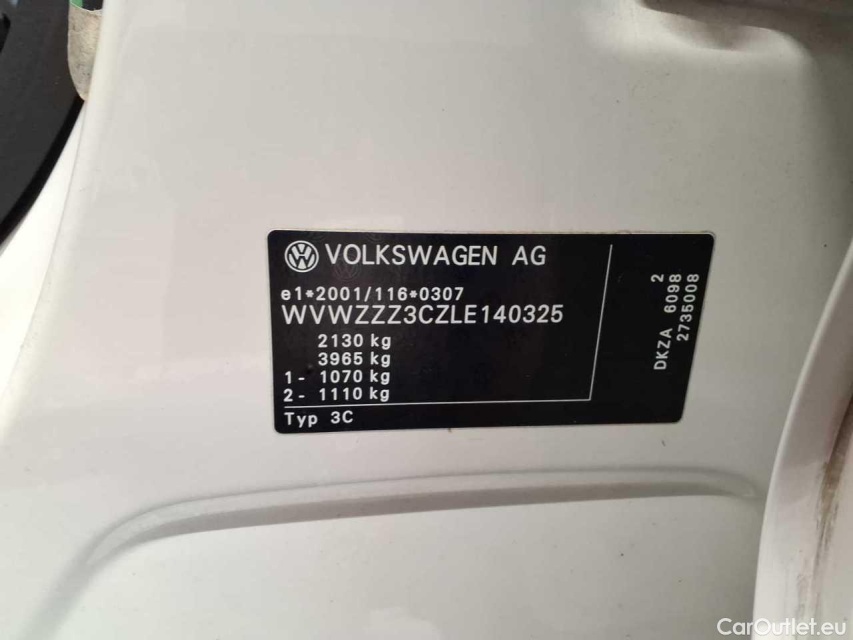 VOLKSWAGEN AG
e1*2001/116*0307
WVWZZZ3CZLE140325
2130 kg
3965 kg
1- 1070 kg
2- 1110 kg
Typ 3C
2
DKZA 6098
2735008
CarOutlet.eu